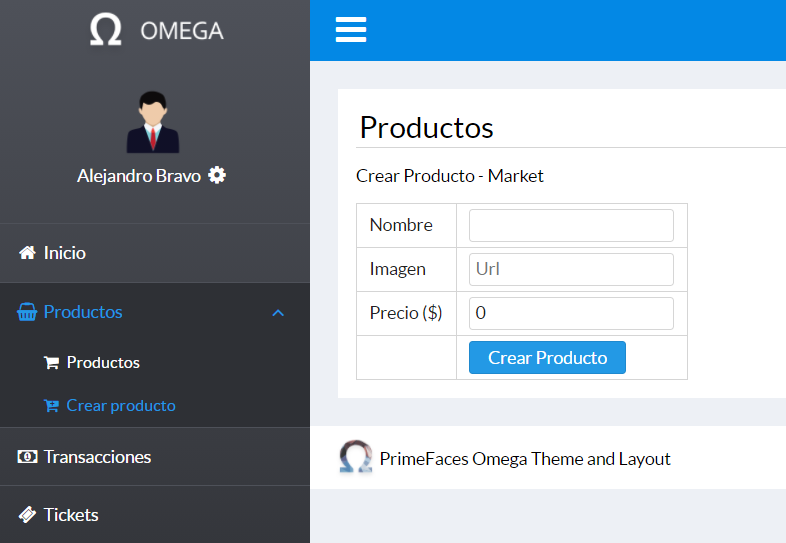 Ω OMEGA
Alejandro Bravo
Inicio
Productos
Productos
Crear producto
Transacciones
Tickets
Productos
Crear Producto - Market
Nombre
Imagen Url
Precio ($) 0
Crear Producto
Ω PrimeFaces Omega Theme and Layout